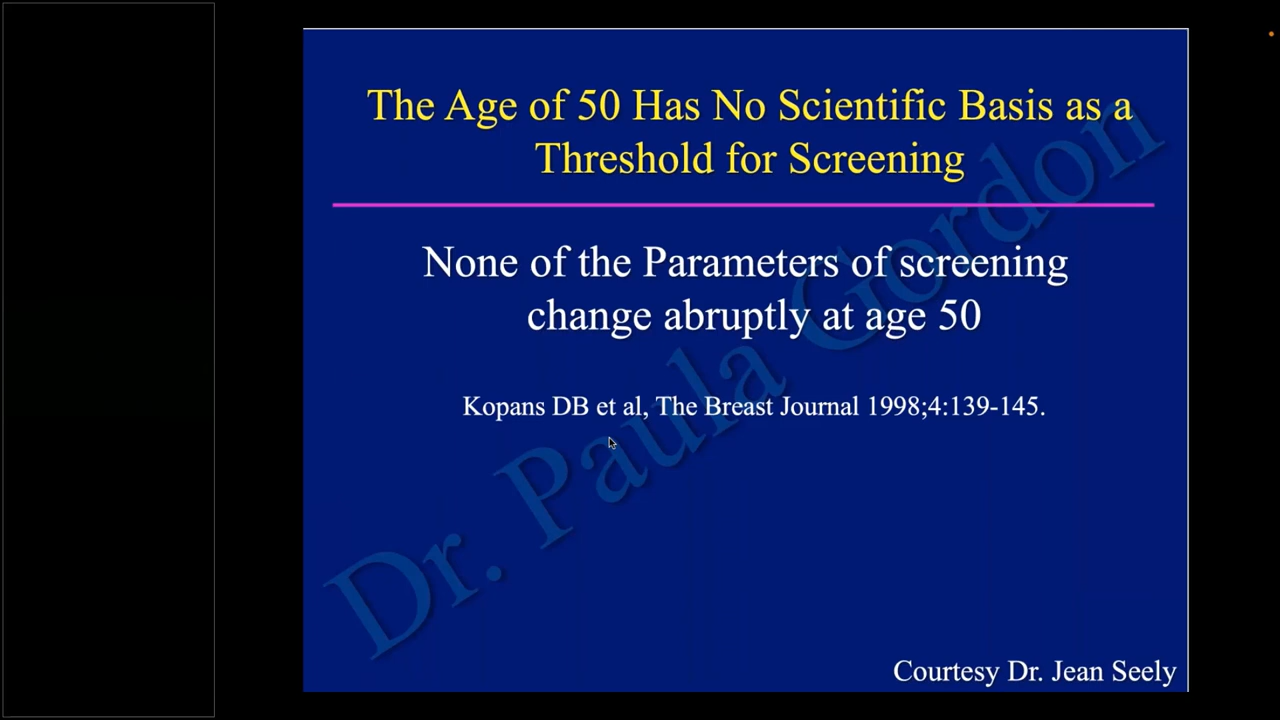 The Age of 50 Has No Scientific Basis as a
Threshold for Screening
None of the Parameters of screening
change abruptly at age 50
Kopans DB et al, The Breast Journal 1998;4:139-145.
Dr. Paula Gordon
Courtesy Dr. Jean Seely